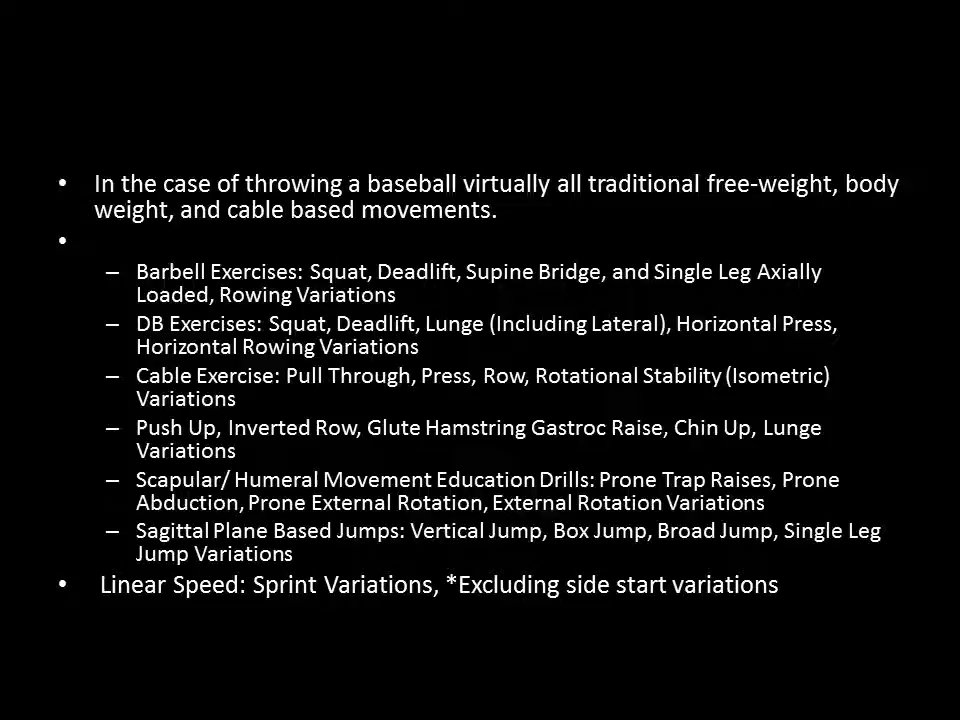 • In the case of throwing a baseball virtually all traditional free-weight, body
weight, and cable based movements.
•
– Barbell Exercises: Squat, Deadlift, Supine Bridge, and Single Leg Axially
Loaded, Rowing Variations
– DB Exercises: Squat, Deadlift, Lunge (Including Lateral), Horizontal Press,
Horizontal Rowing Variations
– Cable Exercise: Pull Through, Press, Row, Rotational Stability (Isometric)
Variations
– Push Up, Inverted Row, Glute Hamstring Gastroc Raise, Chin Up, Lunge
Variations
– Scapular/ Humeral Movement Education Drills: Prone Trap Raises, Prone
Abduction, Prone External Rotation, External Rotation Variations
– Sagittal Plane Based Jumps: Vertical Jump, Box Jump, Broad Jump, Single Leg
Jump Variations
• Linear Speed: Sprint Variations, *Excluding side start variations